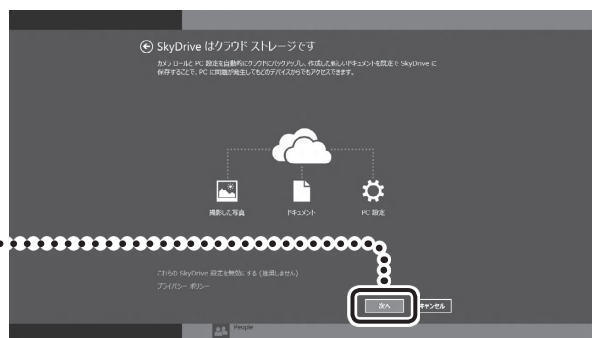 SkyDrive はクラウド ストレージです
カメラ ロールと PC 設定を自動的にクラウドにバックアップし、作成した新しいドキュメントを既定で SkyDrive に
保存することで、PC に問題が発生してもどのデバイスからでもアクセスできます。
撮影した写真
ドキュメント
PC 設定
これらの SkyDrive 設定を無効にする (推奨しません)
プライバシー ポリシー
次へ
キャンセル
People